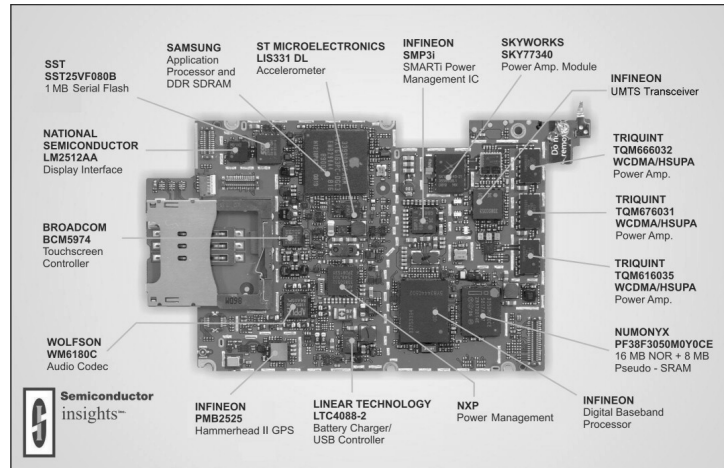 SST
SST25VF080B
1 MB Serial Flash
SAMSUNG
Application
Processor and
DDR SDRAM
ST MICROELECTRONICS
LIS331 DL
Accelerometer
INFINEON
SMP3i
SMARTi Power
Management IC
SKYWORKS
SKY77340
Power Amp. Module
INFINEON
UMTS Transceiver
NATIONAL
SEMICONDUCTOR
LM2512AA
Display Interface
TRIQUINT
TQM666032
WCDMA/HSUPA
Power Amp.
BROADCOM
BCM5974
Touchscreen
Controller
TRIQUINT
TQM676031
WCDMA/HSUPA
Power Amp.
TRIQUINT
TQM616035
WCDMA/HSUPA
Power Amp.
WOLFSON
WM6180C
Audio Codec
NUMONYX
PF38F3050M0Y0CE
16 MB NOR + 8 MB
Pseudo - SRAM
INFINEON
PMB2525
Hammerhead II GPS
LINEAR TECHNOLOGY
LTC4088-2
Battery Charger/
USB Controller
NXP
Power Management
INFINEON
Digital Baseband
Processor
Semiconductor
insights
Do not
remove